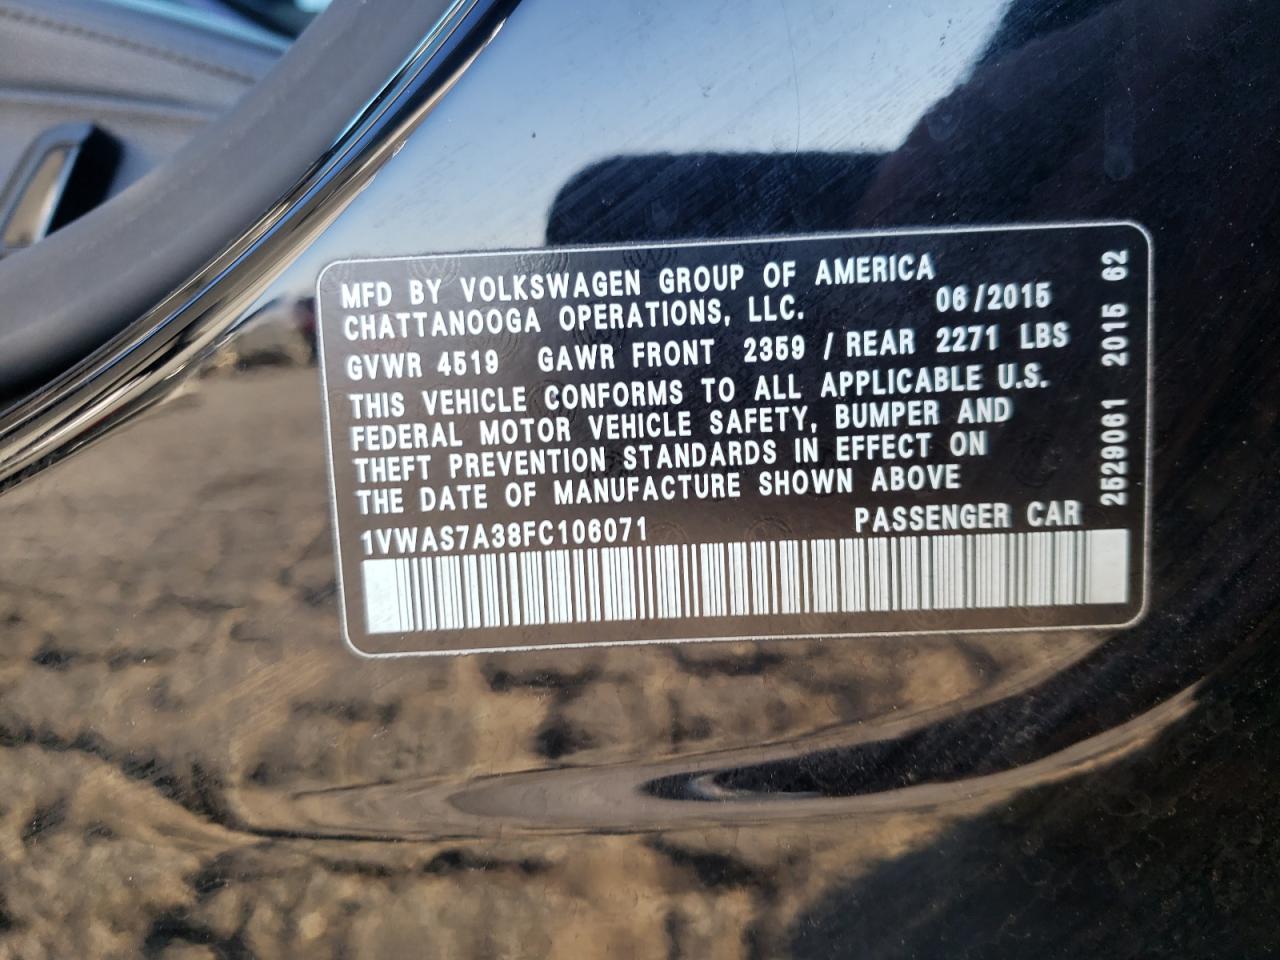 MFD BY VOLKSWAGEN GROUP OF AMERICA
CHATTANOOGA OPERATIONS, LLC. 06/2015
GVWR 4519 GAWR FRONT 2359 / REAR 2271 LBS
THIS VEHICLE CONFORMS TO ALL APPLICABLE U.S.
FEDERAL MOTOR VEHICLE SAFETY, BUMPER AND
THEFT PREVENTION STANDARDS IN EFFECT ON
THE DATE OF MANUFACTURE SHOWN ABOVE
1VWAS7A38FC106071 PASSENGER CAR
2529061 2015 62